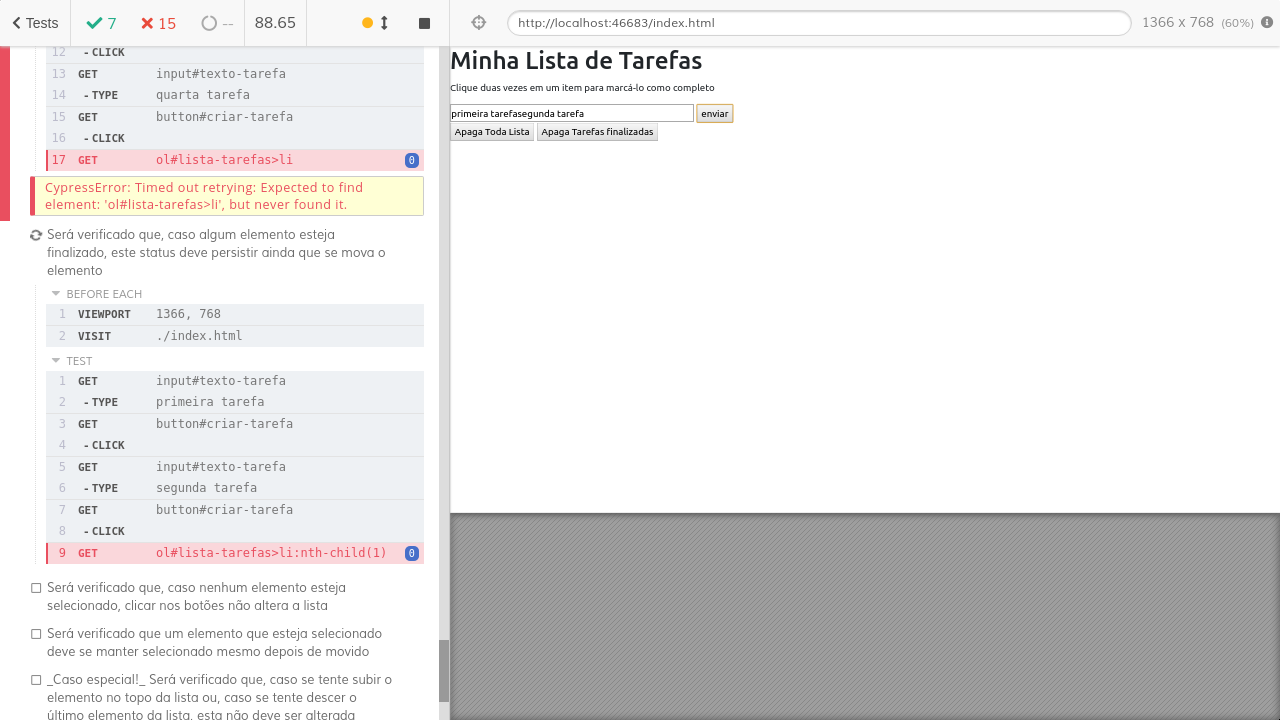 Tests 7 15 -- 88.65 http://localhost:46683/index.html 1366 x 768 (60%)
12 - CLICK
13 GET input#texto-tarefa
14 - TYPE quarta tarefa
15 GET button#criar-tarefa
16 - CLICK
17 GET ol#lista-tarefas>li 0
CypressError: Timed out retrying: Expected to find
element: 'ol#lista-tarefas>li', but never found it.
Será verificado que, caso algum elemento esteja
finalizado, este status deve persistir ainda que se mova o
elemento
BEFORE EACH
1 VIEWPORT 1366, 768
2 VISIT ./index.html
TEST
1 GET input#texto-tarefa
2 - TYPE primeira tarefa
3 GET button#criar-tarefa
4 - CLICK
5 GET input#texto-tarefa
6 - TYPE segunda tarefa
7 GET button#criar-tarefa
8 - CLICK
9 GET ol#lista-tarefas>li:nth-child(1) 0
Será verificado que, caso nenhum elemento esteja
selecionado, clicar nos botões não altera a lista
Será verificado que um elemento que esteja selecionado
deve se manter selecionado mesmo depois de movido
_Caso especial!_ Será verificado que, caso se tente subir o
elemento no topo da lista ou, caso se tente descer o
último elemento da lista, esta não deve ser alterada
Minha Lista de Tarefas
Clique duas vezes em um item para marcá-lo como completo
primeira tarefasegunda tarefa enviar
Apaga Toda Lista Apaga Tarefas finalizadas